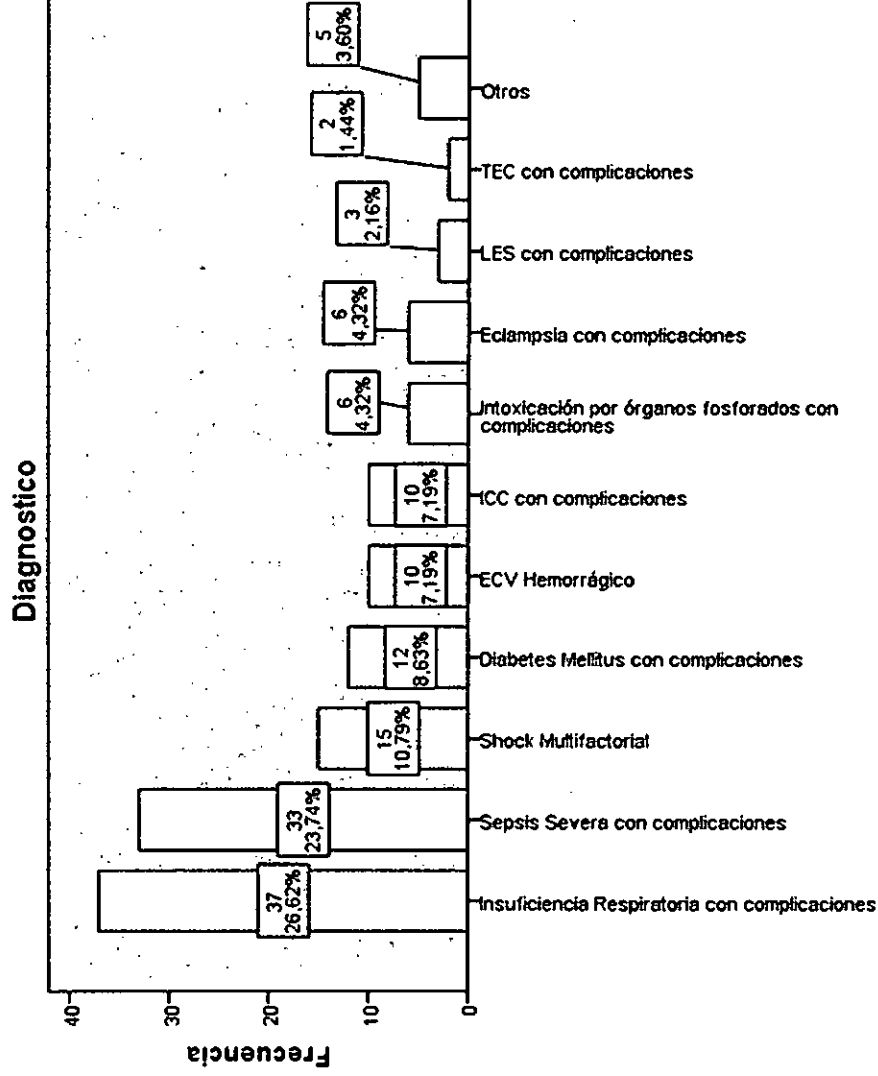 Diagnostico
Frecuencia
40
30
20
10
0
37
26,62%
33
23,74%
15
10,79%
12
8,63%
10
7,19%
10
7,19%
6
4,32%
6
4,32%
3
2,16%
2
1,44%
5
3,60%
Insuficiencia Respiratoria con complicaciones
Sepsis Severa con complicaciones
Shock Multifactorial
Diabetes Mellitus con complicaciones
ECV Hemorrágico
ICC con complicaciones
Intoxicación por órganos fosforados con
complicaciones
Eclampsia con complicaciones
LES con complicaciones
TEC con complicaciones
Otros